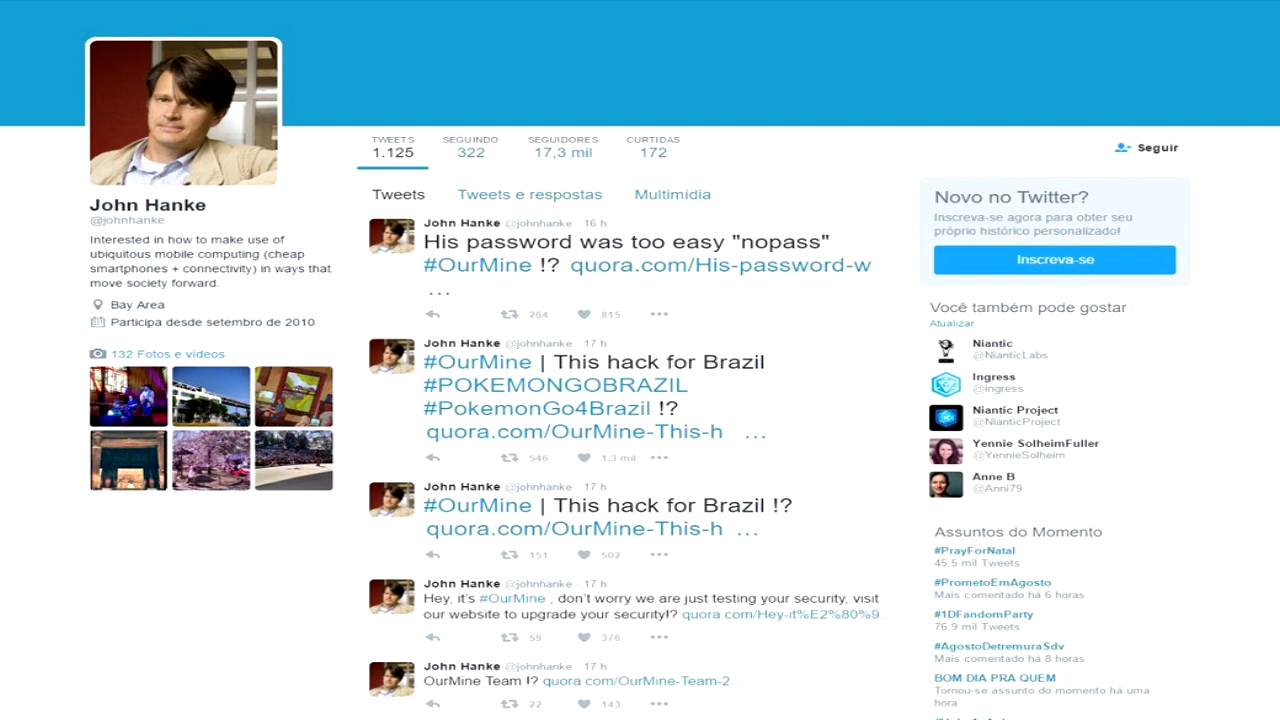 TWEETS SEGUINDO SEGUIDORES CURTIDAS
1.125 322 17,3 mil 172
Seguir
Tweets Tweets e respostas Multimídia
John Hanke
@johnhanke
Interested in how to make use of
ubiquitous mobile computing (cheap
smartphones + connectivity) in ways that
move society forward.
Bay Area
Participa desde setembro de 2010
132 Fotos e vídeos
John Hanke @johnhanke · 16 h
His password was too easy "nopass"
#OurMine !? quora.com/His-password-w
...
264 815
John Hanke @johnhanke · 17 h
#OurMine | This hack for Brazil
#POKEMONGOBRAZIL
#PokemonGo4Brazil !?
quora.com/OurMine-This-h ...
546 1,3 mil
John Hanke @johnhanke · 17 h
#OurMine | This hack for Brazil !?
quora.com/OurMine-This-h ...
151 502
John Hanke @johnhanke · 17 h
Hey, it's #OurMine , don't worry we are just testing your security, visit
our website to upgrade your security!? quora.com/Hey-it%E2%80%9...
59 376
John Hanke @johnhanke · 17 h
OurMine Team !? quora.com/OurMine-Team-2...
22 143
Novo no Twitter?
Inscreva-se agora para obter seu
próprio histórico personalizado!
Inscreva-se
Você também pode gostar ·
Atualizar
Niantic
@NianticLabs
Ingress
@ingress
Niantic Project
@NianticProject
Yennie SolheimFuller
@YennieSolheim
Anne B
@Anni79
Assuntos do Momento
#PrayForNatal
45,5 mil Tweets
#PrometoEmAgosto
Mais comentado há 6 horas
#1DFandomParty
76,9 mil Tweets
#AgostoDetremuraSdv
Mais comentado há 8 horas
BOM DIA PRA QUEM
Tornou-se assunto do momento há uma
hora